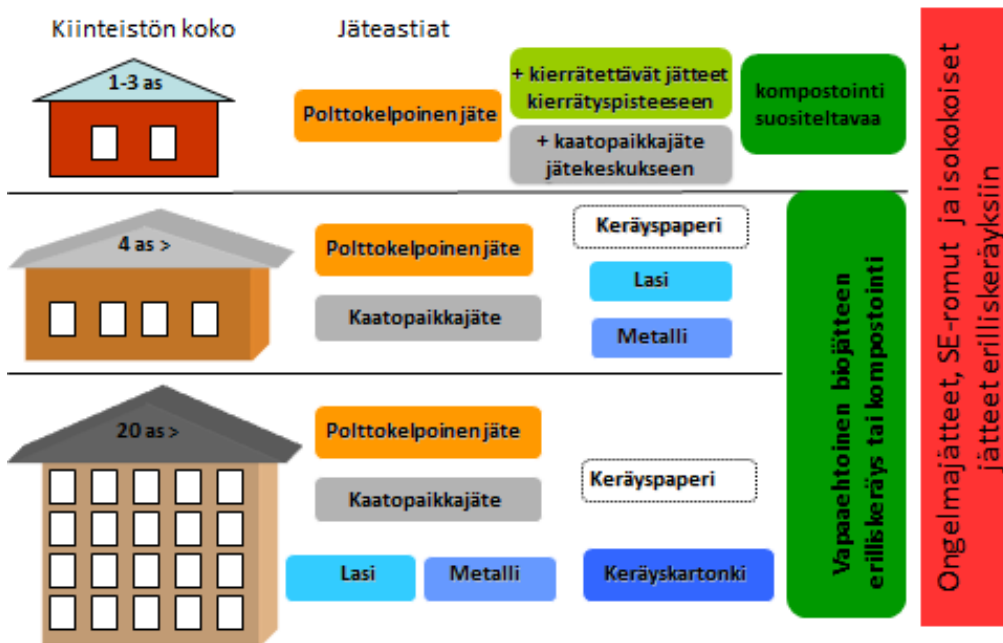 Kiinteistön koko
Jäteastiat
1-3 as
Polttokelpoinen jäte
+ kierrätettävät jätteet
kierrätyspisteeseen
+ kaatopaikkajäte
jätekeskukseen
kompostointi
suositeltavaa
4 as >
Polttokelpoinen jäte
Kaatopaikkajäte
Keräyspaperi
Lasi
Metalli
20 as >
Polttokelpoinen jäte
Kaatopaikkajäte
Keräyspaperi
Lasi
Metalli
Keräyskartonki
Vapaaehtoinen biojätteen
erilliskeräys tai kompostointi
Ongelmajätteet, SE-romut ja isokokoiset
jätteet erilliskeräyksiin